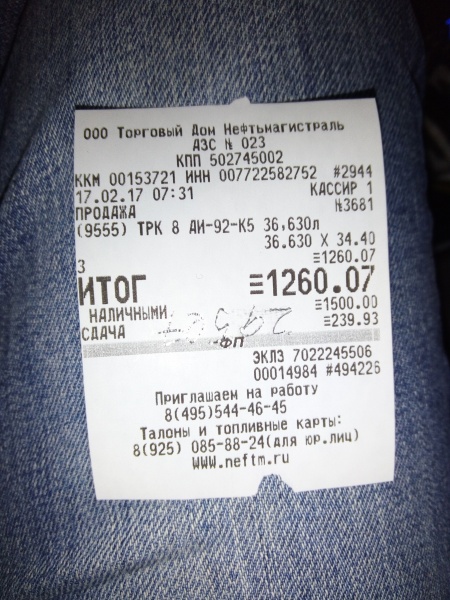 ООО Торговый Дом Нефтьмагистраль
АЗС № 023
КПП 502745002
ККМ 00153721 ИНН 007722582752 #2944
17.02.17 07:31 КАССИР 1
ПРОДАЖА №3681
(9555) ТРК 8 АИ-92-К5 36,630л
36.630 X 34.40
≡1260.07
3
ИТОГ ≡1260.07
НАЛИЧНЫМИ ≡1500.00
СДАЧА ≡239.93
ФП
ЭКЛЗ 7022245506
00014984 #494226
Приглашаем на работу
8(495)544-46-45
Талоны и топливные карты:
8(925) 085-88-24(для юр.лиц)
www.neftm.ru